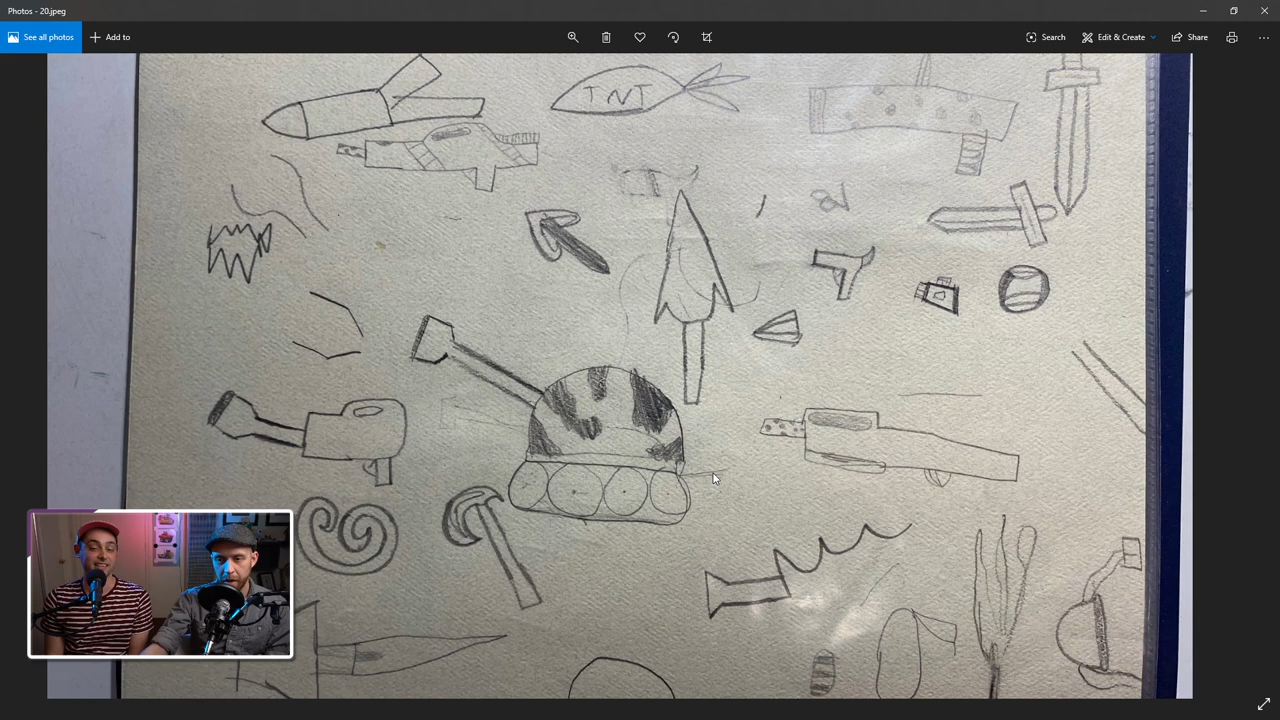 Photos - 20.jpeg
See all photos
Add to
Search
Edit & Create
Share
TNT